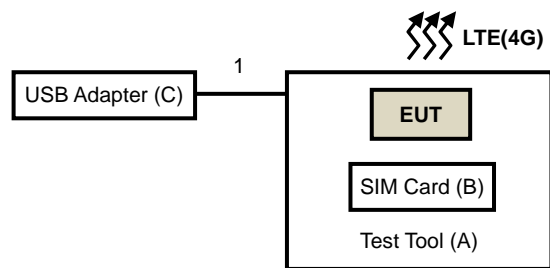 LTE(4G)
1
USB Adapter (C)
EUT
SIM Card (B)
Test Tool (A)